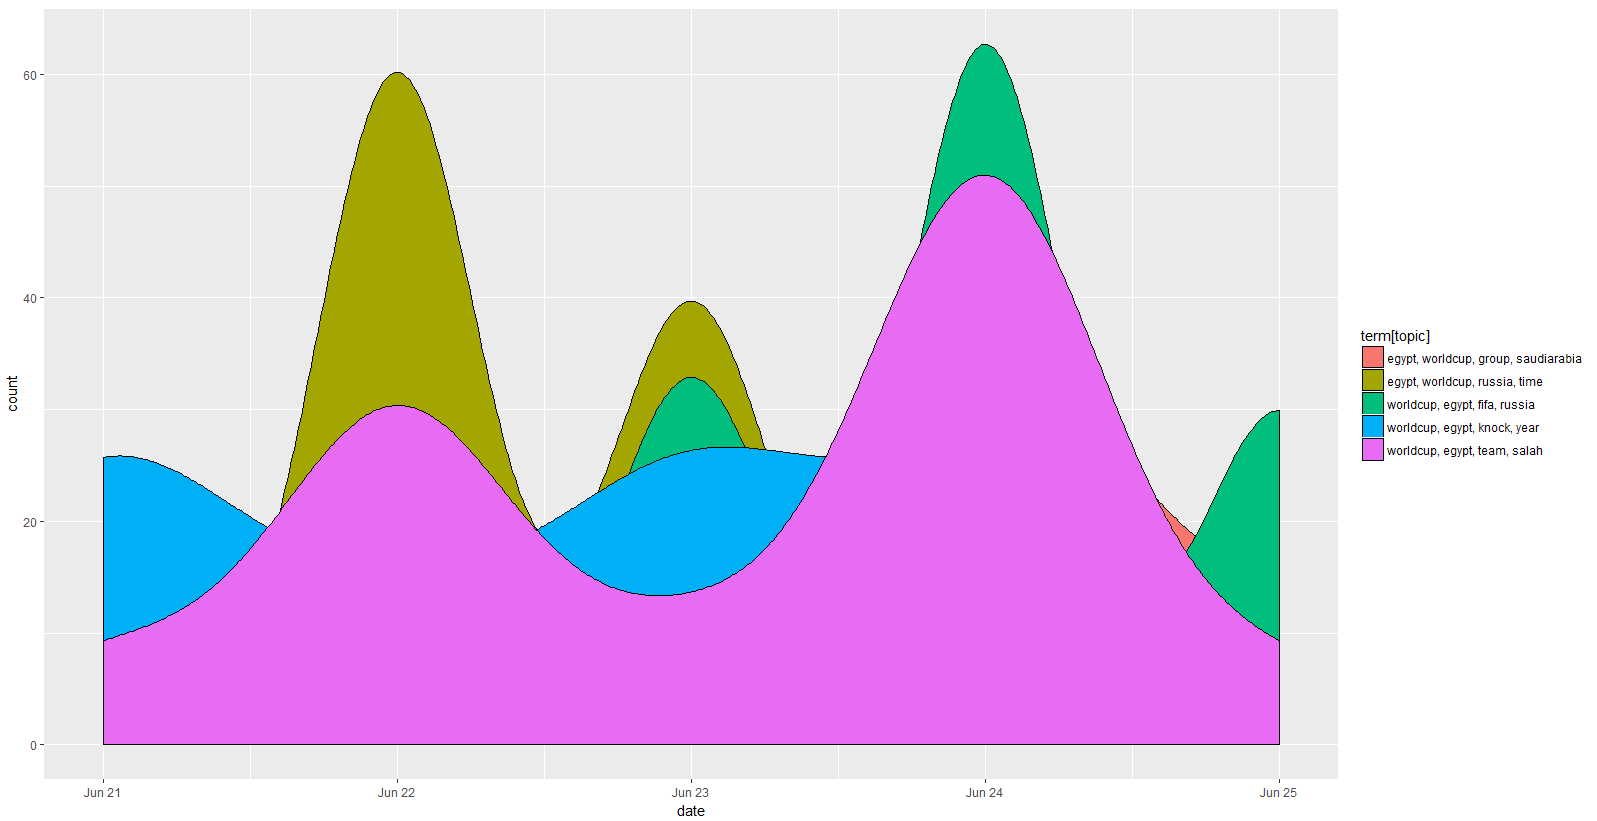 60
40
20
0
count
Jun 21
Jun 22
Jun 23
Jun 24
Jun 25
date
term[topic]
egypt, worldcup, group, saudiarabia
egypt, worldcup, russia, time
worldcup, egypt, fifa, russia
worldcup, egypt, knock, year
worldcup, egypt, team, salah